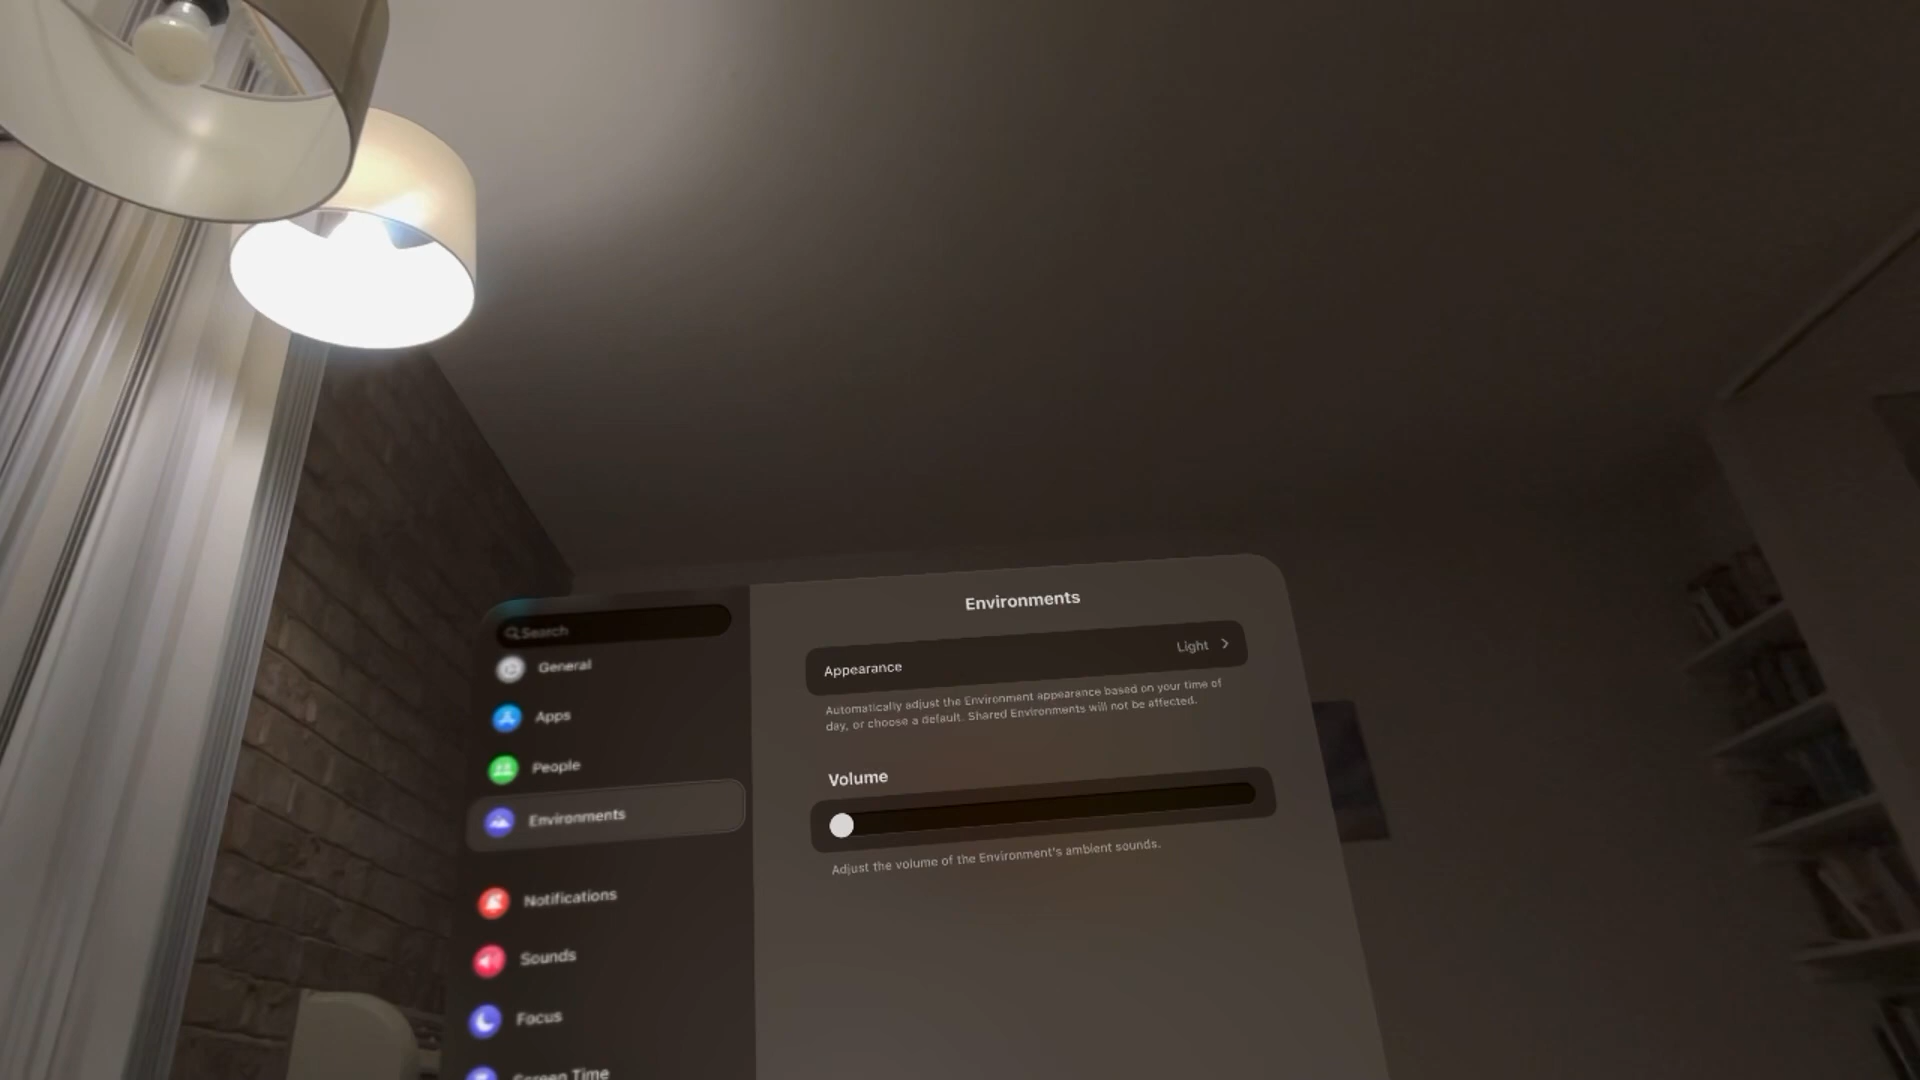 Search
General
Apps
People
Environments
Notifications
Sounds
Focus
Screen Time
Environments
Appearance
Light
Automatically adjust the Environment appearance based on your time of
day, or choose a default. Shared Environments will not be affected.
Volume
Adjust the volume of the Environment's ambient sounds.